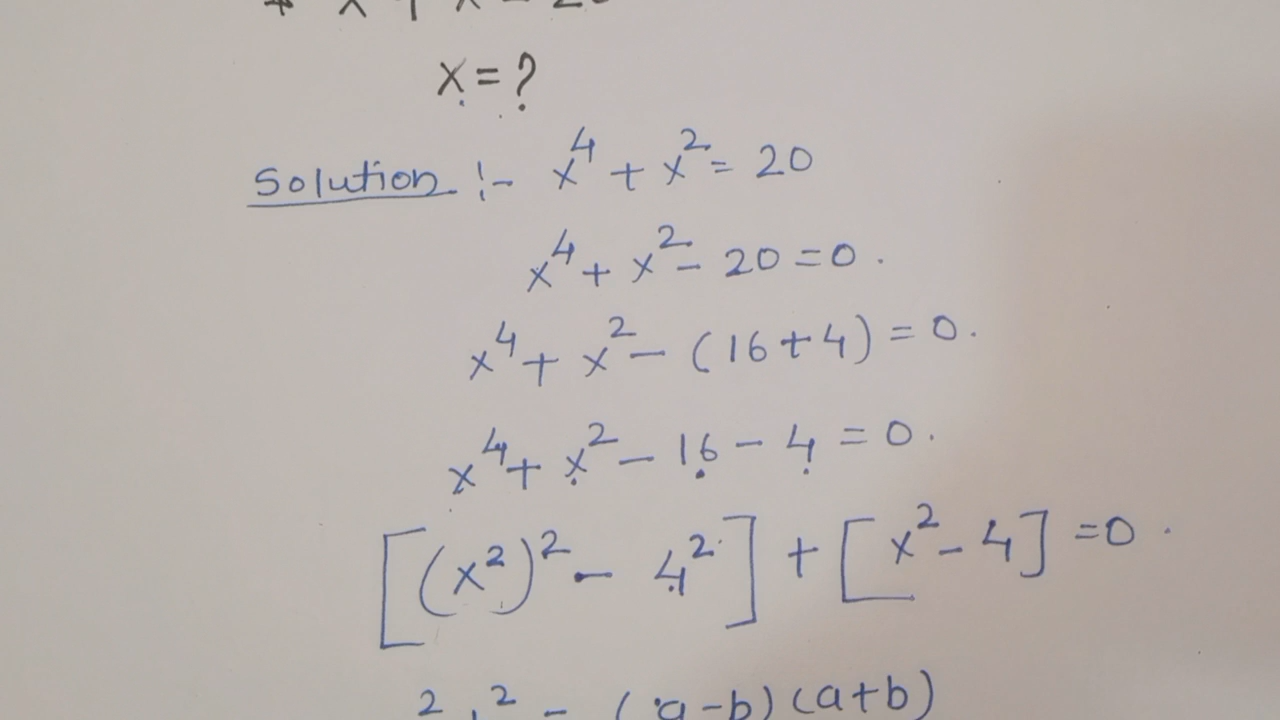 x = ?
Solution :- x⁴ + x² = 20
x⁴ + x² - 20 = 0.
x⁴ + x² - (16+4) = 0.
x⁴ + x² - 16 - 4 = 0.
[(x²)² - 4²] + [x² - 4] = 0.
(a-b)(a+b)